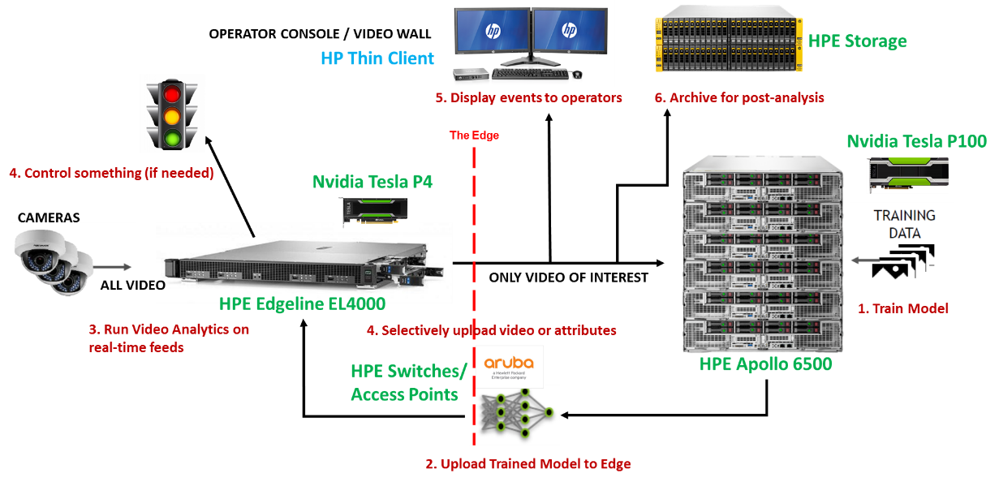 OPERATOR CONSOLE / VIDEO WALL
HP Thin Client
hp
hp
HPE Storage
5. Display events to operators
6. Archive for post-analysis
The Edge
Nvidia Tesla P100
4. Control something (if needed)
Nvidia Tesla P4
TESLA
CAMERAS
TRAINING
DATA
ALL VIDEO
ONLY VIDEO OF INTEREST
HPE Edgeline EL4000
1. Train Model
3. Run Video Analytics on
real-time feeds
4. Selectively upload video or attributes
HPE Apollo 6500
aruba
a Hewlett Packard
Enterprise company
HPE Switches/
Access Points
2. Upload Trained Model to Edge